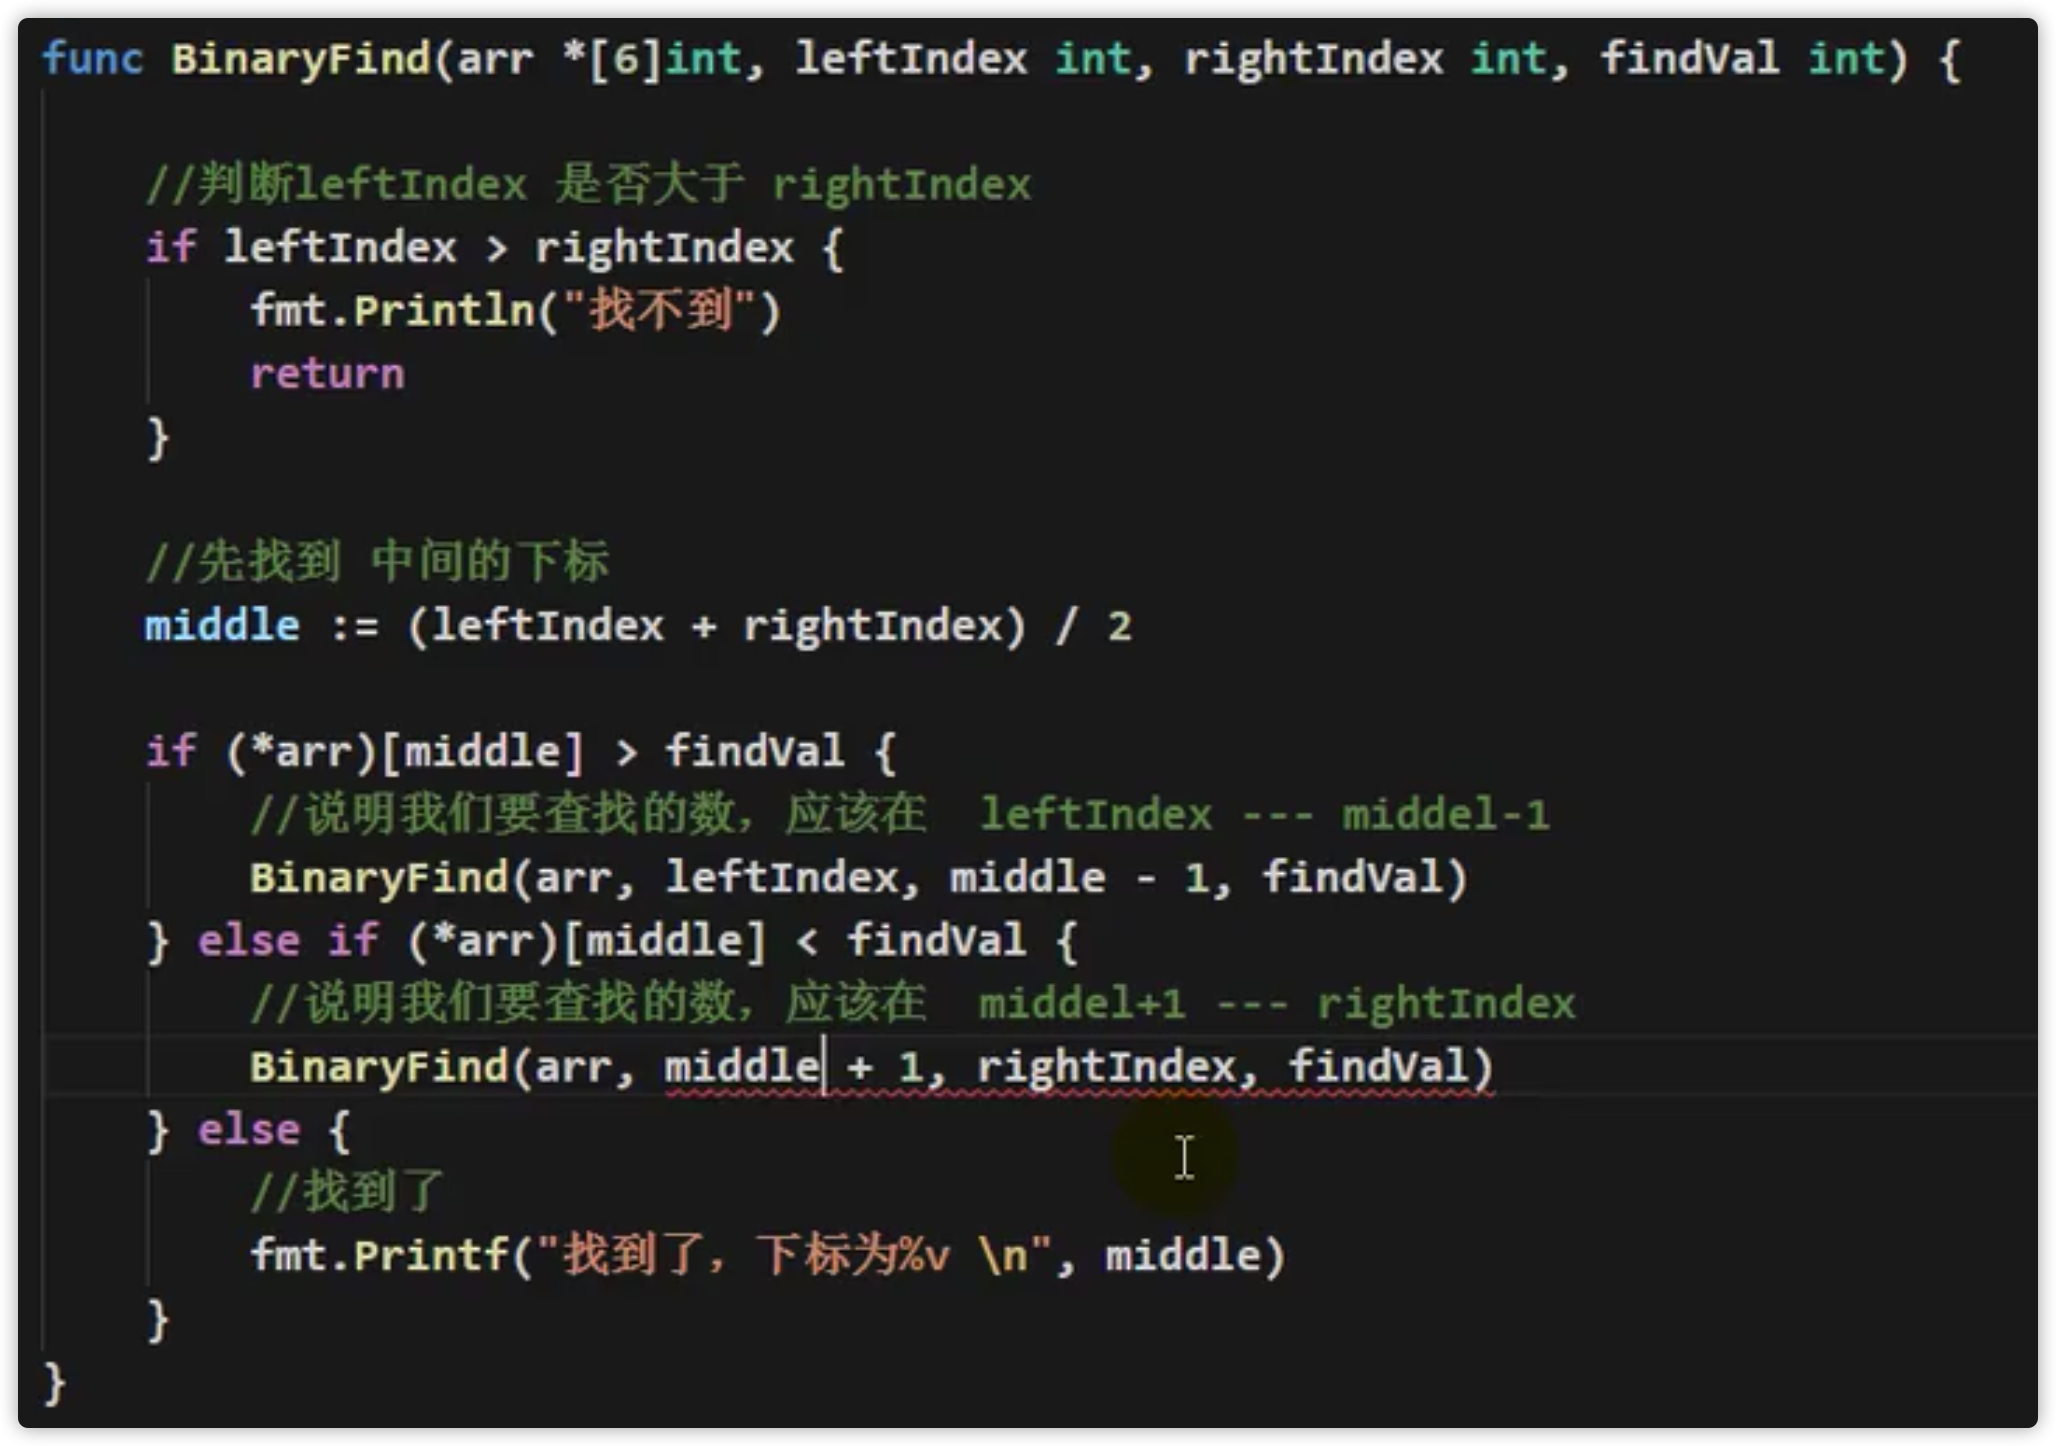 func BinaryFind(arr *[6]int, leftIndex int, rightIndex int, findVal int) {
//判断leftIndex 是否大于 rightIndex
if leftIndex > rightIndex {
fmt.Println("找不到")
return
}
//先找到 中间的下标
middle := (leftIndex + rightIndex) / 2
if (*arr)[middle] > findVal {
//说明我们要查找的数，应该在  leftIndex --- middel-1
BinaryFind(arr, leftIndex, middle - 1, findVal)
} else if (*arr)[middle] < findVal {
//说明我们要查找的数，应该在  middel+1 --- rightIndex
BinaryFind(arr, middle + 1, rightIndex, findVal)
} else {
//找到了
fmt.Printf("找到了，下标为%v \n", middle)
}
}